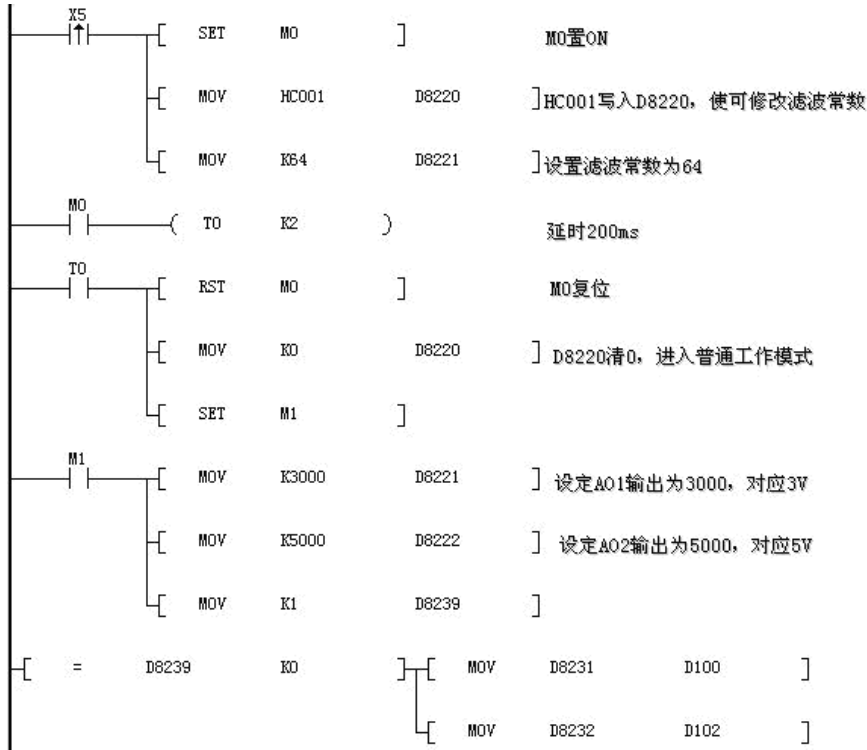 X5
SET M0 M0置ON
MOV HC001 D8220 HC001写入D8220，使可修改滤波常数
MOV K64 D8221 设置滤波常数为64
M0
T0 K2 延时200ms
T0
RST M0 M0复位
MOV K0 D8220 D8220清0，进入普通工作模式
SET M1
M1
MOV K3000 D8221 设定AO1输出为3000，对应3V
MOV K5000 D8222 设定AO2输出为5000，对应5V
MOV K1 D8239
= D8239 K0 MOV D8231 D100
MOV D8232 D102